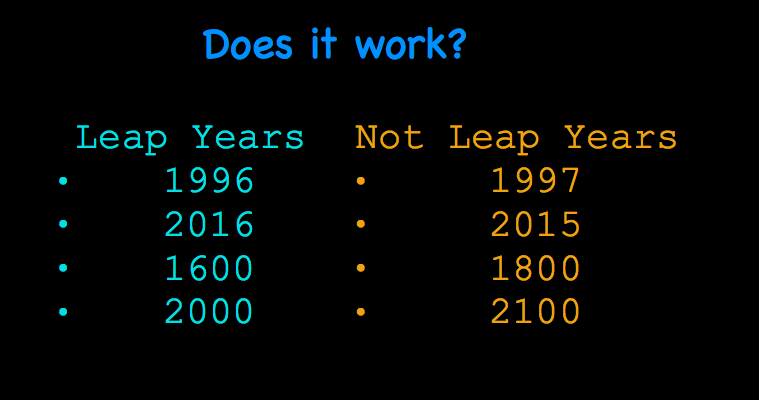 Does it work?
Leap Years Not Leap Years
• 1996 • 1997
• 2016 • 2015
• 1600 • 1800
• 2000 • 2100